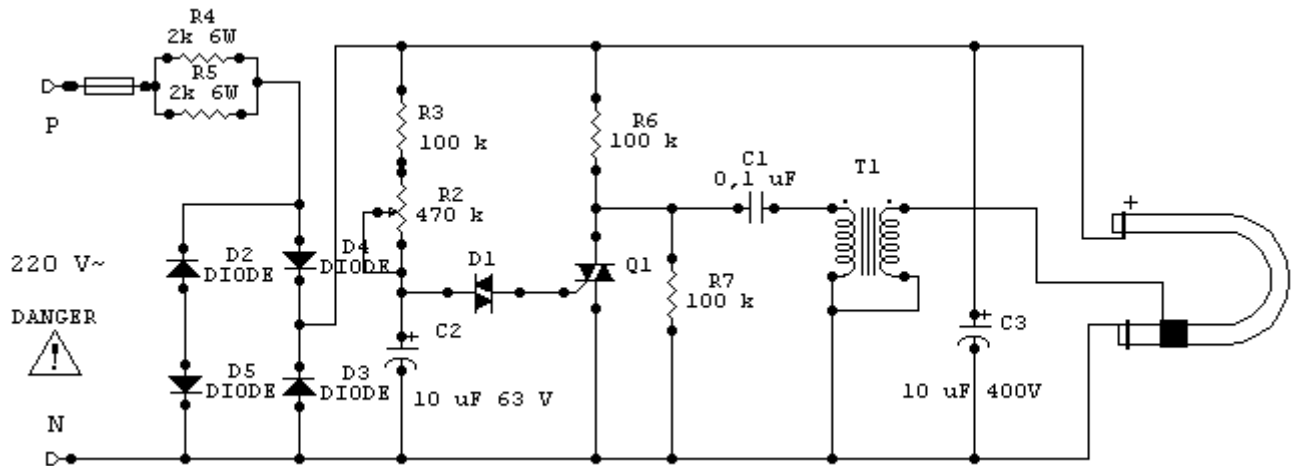 R4
2k 6W
R5
2k 6W
P
R3
100 k
R2
470 k
R6
100 k
C1
0,1 uF
T1
+
220 V~
D2
DIODE
D4
DIODE
D1
Q1
R7
100 k
DANGER
!
+
C2
+
C3
D5
DIODE
D3
DIODE
10 uF 63 V
10 uF 400V
N